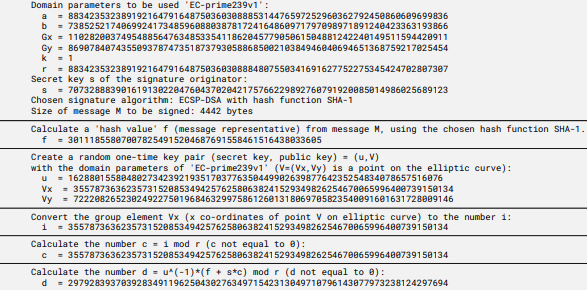 Domain parameters to be used 'EC-prime239v1':
a = 883423532389192164791648750360308885314476597252960362792450860609699836
b = 738525217406992417348596088038781724164860971797098971891240423363193866
Gx = 110282003749548856476348533541186204577905061504881242240149511594420911
Gy = 869078407435509378747351873793058868500210384946040694651368759217025454
k = 1
r = 883423532389192164791648750360308884807550341691627752275345424702807307
Secret key s of the signature originator:
s = 707328883901619130220476043702042175766229892760791920085014986025689123
Chosen signature algorithm: ECSP-DSA with hash function SHA-1
Size of message M to be signed: 4442 bytes
Calculate a 'hash value' f (message representative) from message M, using the chosen hash function SHA-1.
f = 301118558070078254915204687691558461516438033605
Create a random one-time key pair (secret key, public key) = (u,V)
with the domain parameters of 'EC-prime239v1' (V=(Vx,Vy) is a point on the elliptic curve):
u = 162880155804802734239219351703776350449902639877642352548340786575516076
Vx = 355787363623573152085349425762580638241529349826254670065996400739150134
Vy = 722208265230249227501968463299758612601318069705823540091601631728009146
Convert the group element Vx (x co-ordinates of point V on elliptic curve) to the number i:
i = 355787363623573152085349425762580638241529349826254670065996400739150134
Calculate the number c = i mod r (c not equal to 0):
c = 355787363623573152085349425762580638241529349826254670065996400739150134
Calculate the number d = u^(-1)*(f + s*c) mod r (d not equal to 0):
d = 297928393703928349119625043027634971542313049710796143077973238124297694